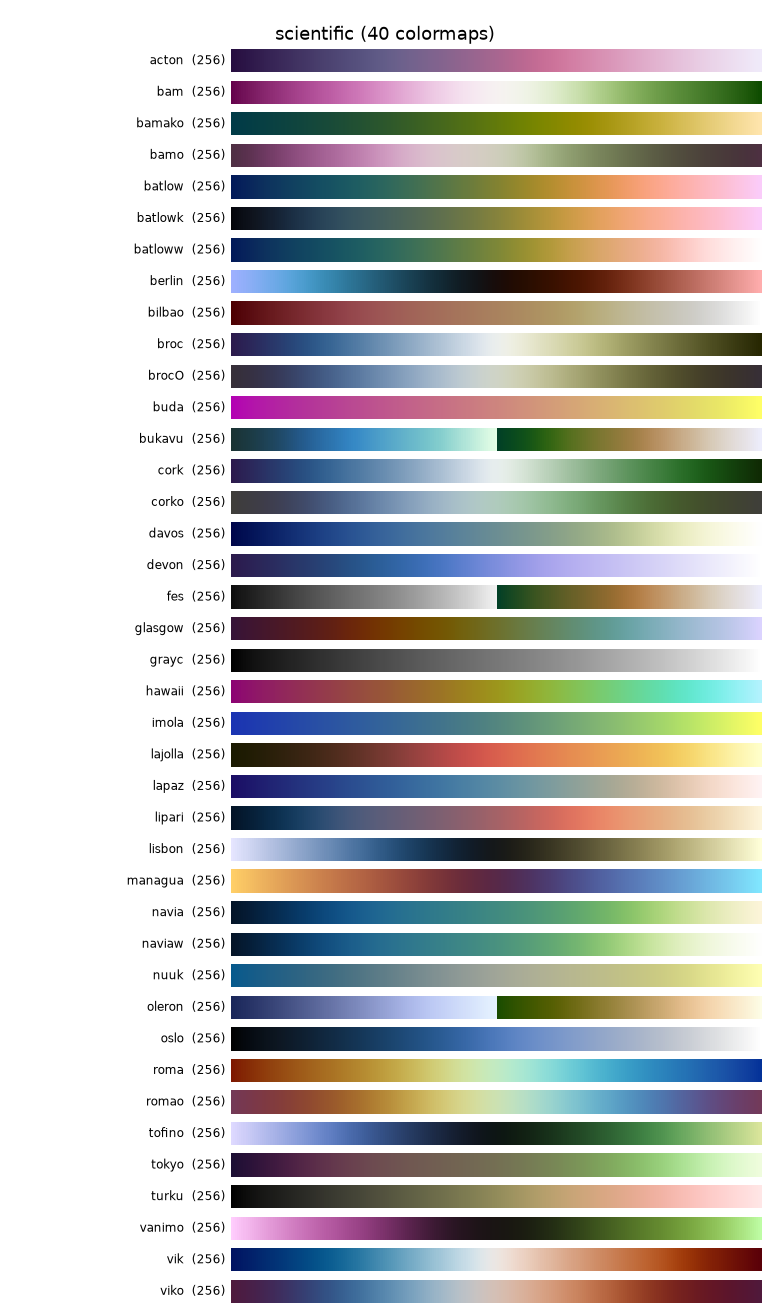 scientific (40 colormaps)
acton (256)
bam (256)
bamako (256)
bamo (256)
batlow (256)
batlowk (256)
batloww (256)
berlin (256)
bilbao (256)
broc (256)
brocO (256)
buda (256)
bukavu (256)
cork (256)
corko (256)
davos (256)
devon (256)
fes (256)
glasgow (256)
grayc (256)
hawaii (256)
imola (256)
lajolla (256)
lapaz (256)
lipari (256)
lisbon (256)
managua (256)
navia (256)
naviaw (256)
nuuk (256)
oleron (256)
oslo (256)
roma (256)
romao (256)
tofino (256)
tokyo (256)
turku (256)
vanimo (256)
vik (256)
viko (256)